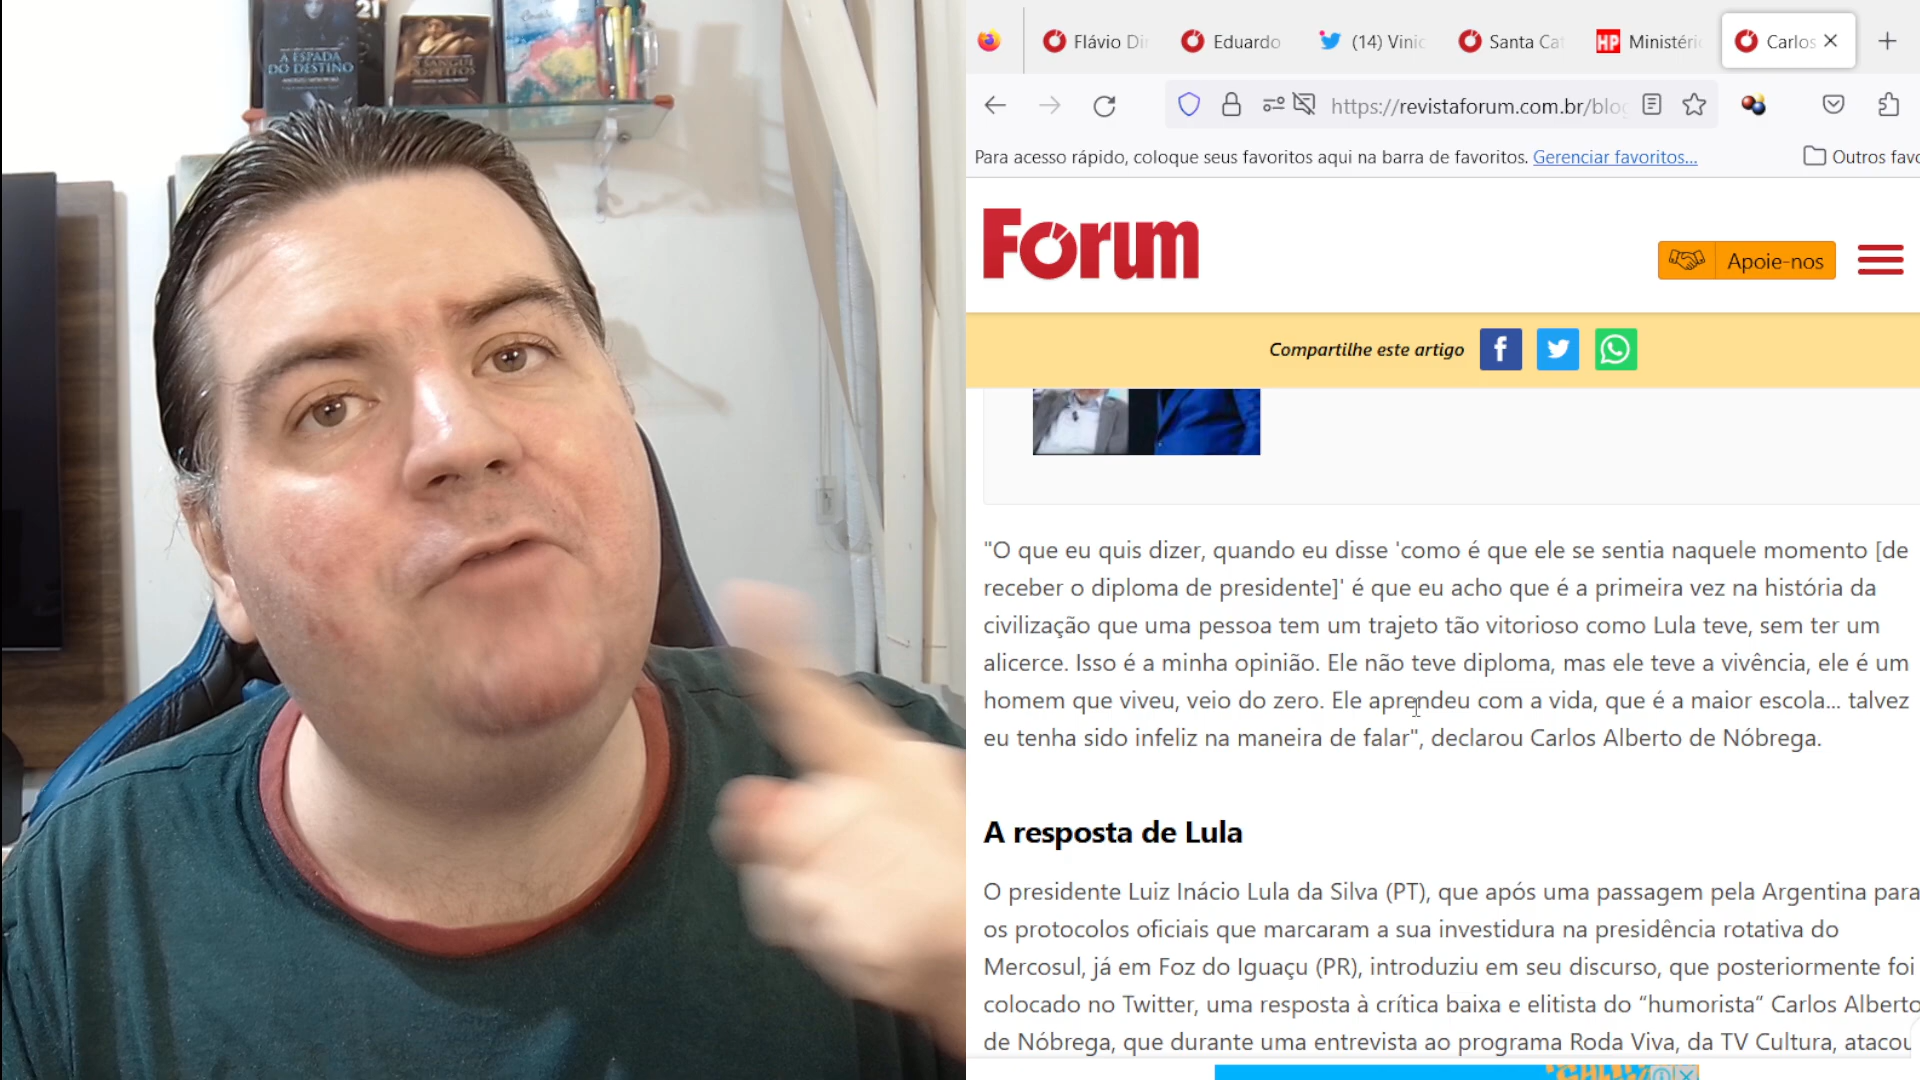 21
A ESPADA
DO DESTINO
Flávio Di
Eduardo
(14) Vinic
Santa Cat
HP Ministéri
Carlos
https://revistaforum.com.br/blog
Para acesso rápido, coloque seus favoritos aqui na barra de favoritos. Gerenciar favoritos...
Outros favo
Forum
Apoie-nos
Compartilhe este artigo
"O que eu quis dizer, quando eu disse 'como é que ele se sentia naquele momento [de
receber o diploma de presidente]' é que eu acho que é a primeira vez na história da
civilização que uma pessoa tem um trajeto tão vitorioso como Lula teve, sem ter um
alicerce. Isso é a minha opinião. Ele não teve diploma, mas ele teve a vivência, ele é um
homem que viveu, veio do zero. Ele aprendeu com a vida, que é a maior escola... talvez
eu tenha sido infeliz na maneira de falar", declarou Carlos Alberto de Nóbrega.
A resposta de Lula
O presidente Luiz Inácio Lula da Silva (PT), que após uma passagem pela Argentina para
os protocolos oficiais que marcaram a sua investidura na presidência rotativa do
Mercosul, já em Foz do Iguaçu (PR), introduziu em seu discurso, que posteriormente foi
colocado no Twitter, uma resposta à crítica baixa e elitista do “humorista” Carlos Alberto
de Nóbrega, que durante uma entrevista ao programa Roda Viva, da TV Cultura, atacou